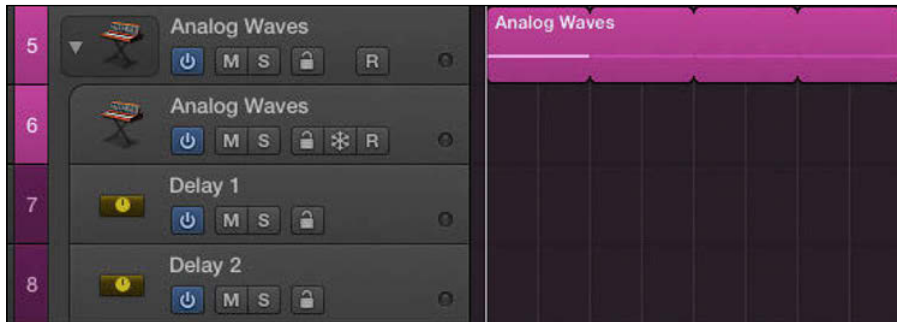 5
Analog Waves
M S R
Analog Waves
6
Analog Waves
M S R
7
Delay 1
M S
8
Delay 2
M S